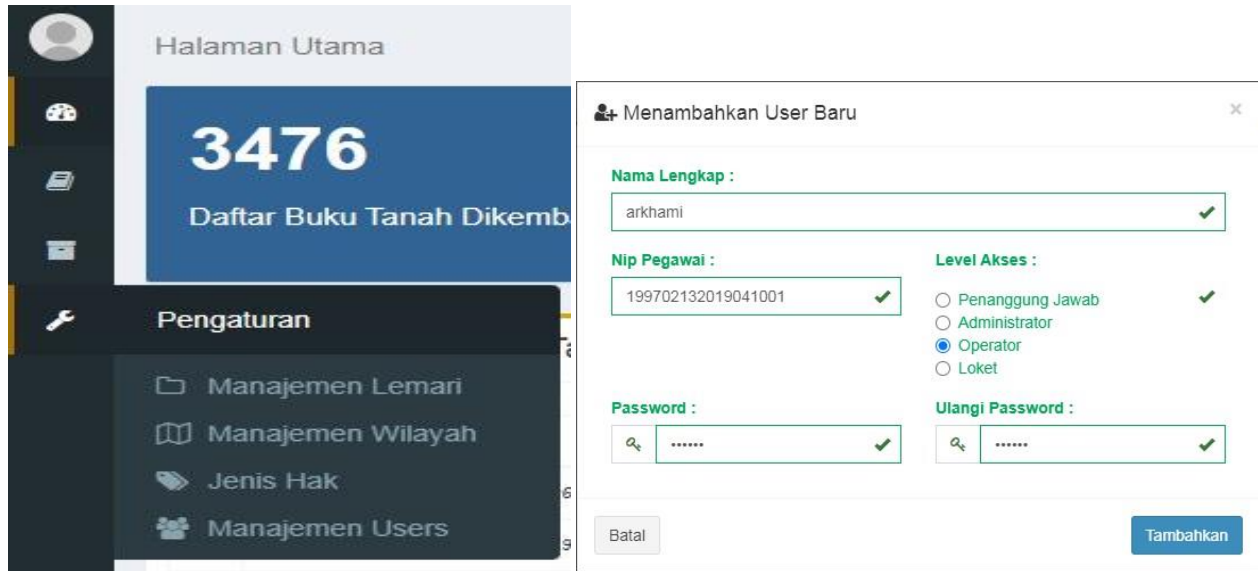 Halaman Utama
3476
Daftar Buku Tanah Dikemb
Pengaturan
Manajemen Lemari
Manajemen Wilayah
Jenis Hak
Manajemen Users
Menambahkan User Baru
Nama Lengkap :
arkhami
Nip Pegawai :
199702132019041001
Level Akses :
Penanggung Jawab
Administrator
Operator
Loket
Password :
••••••
Ulangi Password :
••••••
Batal
Tambahkan